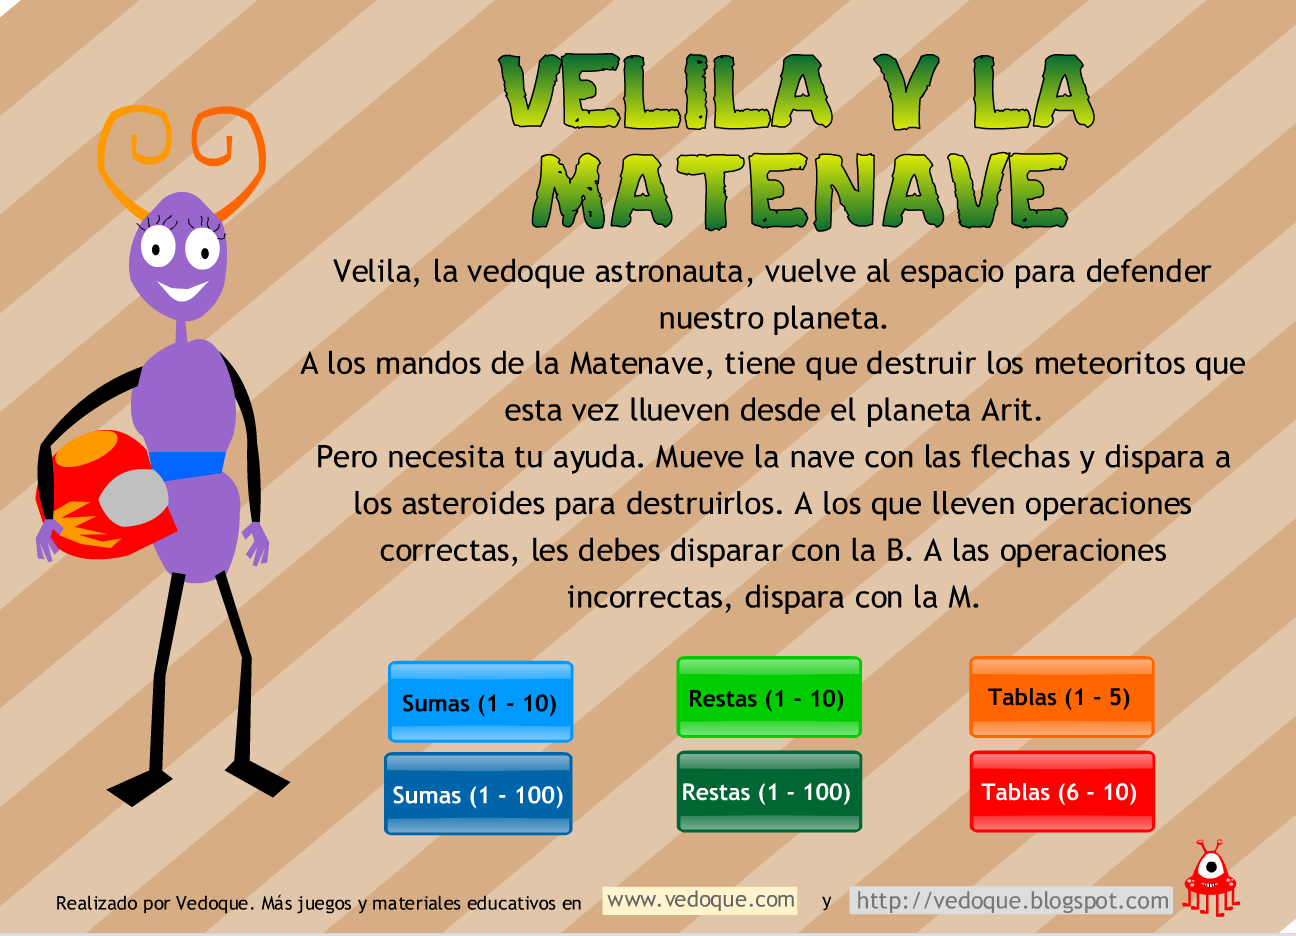 VELILA Y LA
MATENAVE
Velila, la vedoque astronauta, vuelve al espacio para defender
nuestro planeta.
A los mandos de la Matenave, tiene que destruir los meteoritos que
esta vez llueven desde el planeta Arit.
Pero necesita tu ayuda. Mueve la nave con las flechas y dispara a
los asteroides para destruirlos. A los que lleven operaciones
correctas, les debes disparar con la B. A las operaciones
incorrectas, dispara con la M.
Sumas (1 - 10)
Restas (1 - 10)
Tablas (1 - 5)
Sumas (1 - 100)
Restas (1 - 100)
Tablas (6 - 10)
Realizado por Vedoque. Más juegos y materiales educativos en www.vedoque.com y http://vedoque.blogspot.com